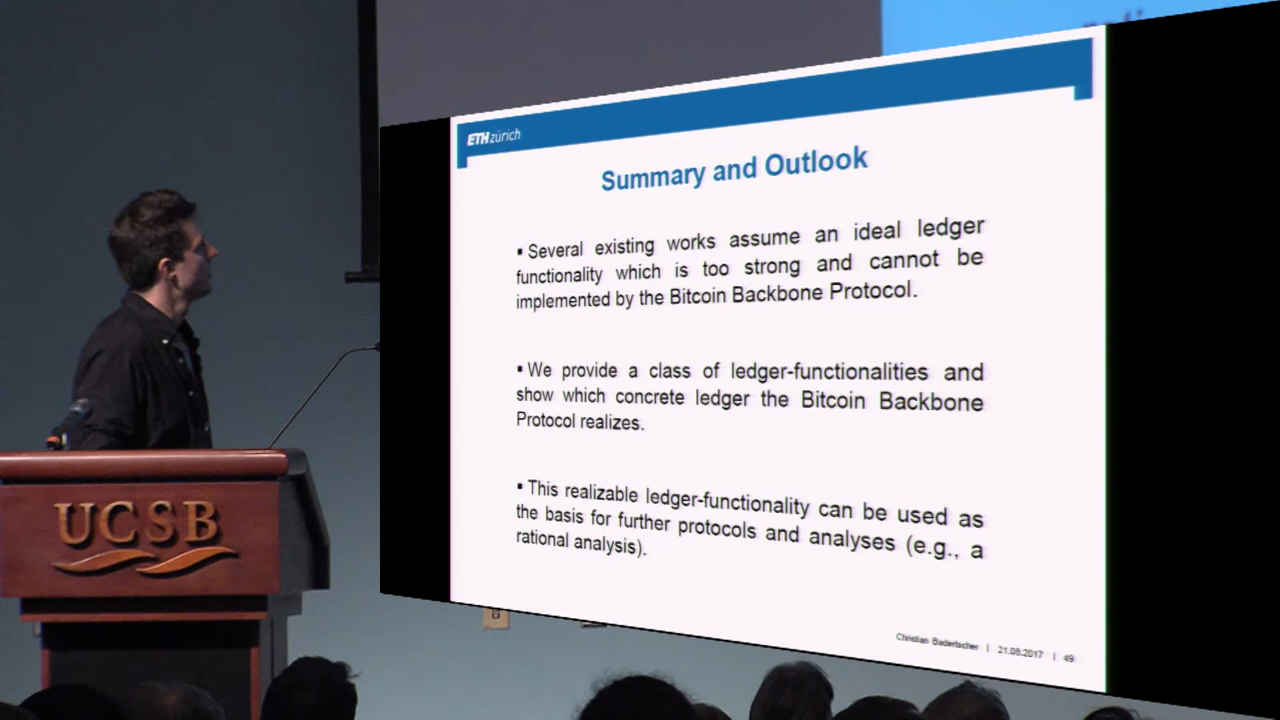 ETH zürich
Summary and Outlook
▪ Several existing works assume an ideal ledger
functionality which is too strong and cannot be
implemented by the Bitcoin Backbone Protocol.
▪ We provide a class of ledger-functionalities and
show which concrete ledger the Bitcoin Backbone
Protocol realizes.
▪ This realizable ledger-functionality can be used as
the basis for further protocols and analyses (e.g., a
rational analysis).
Christian Badertscher | 21.08.2017 | 49
UCSB